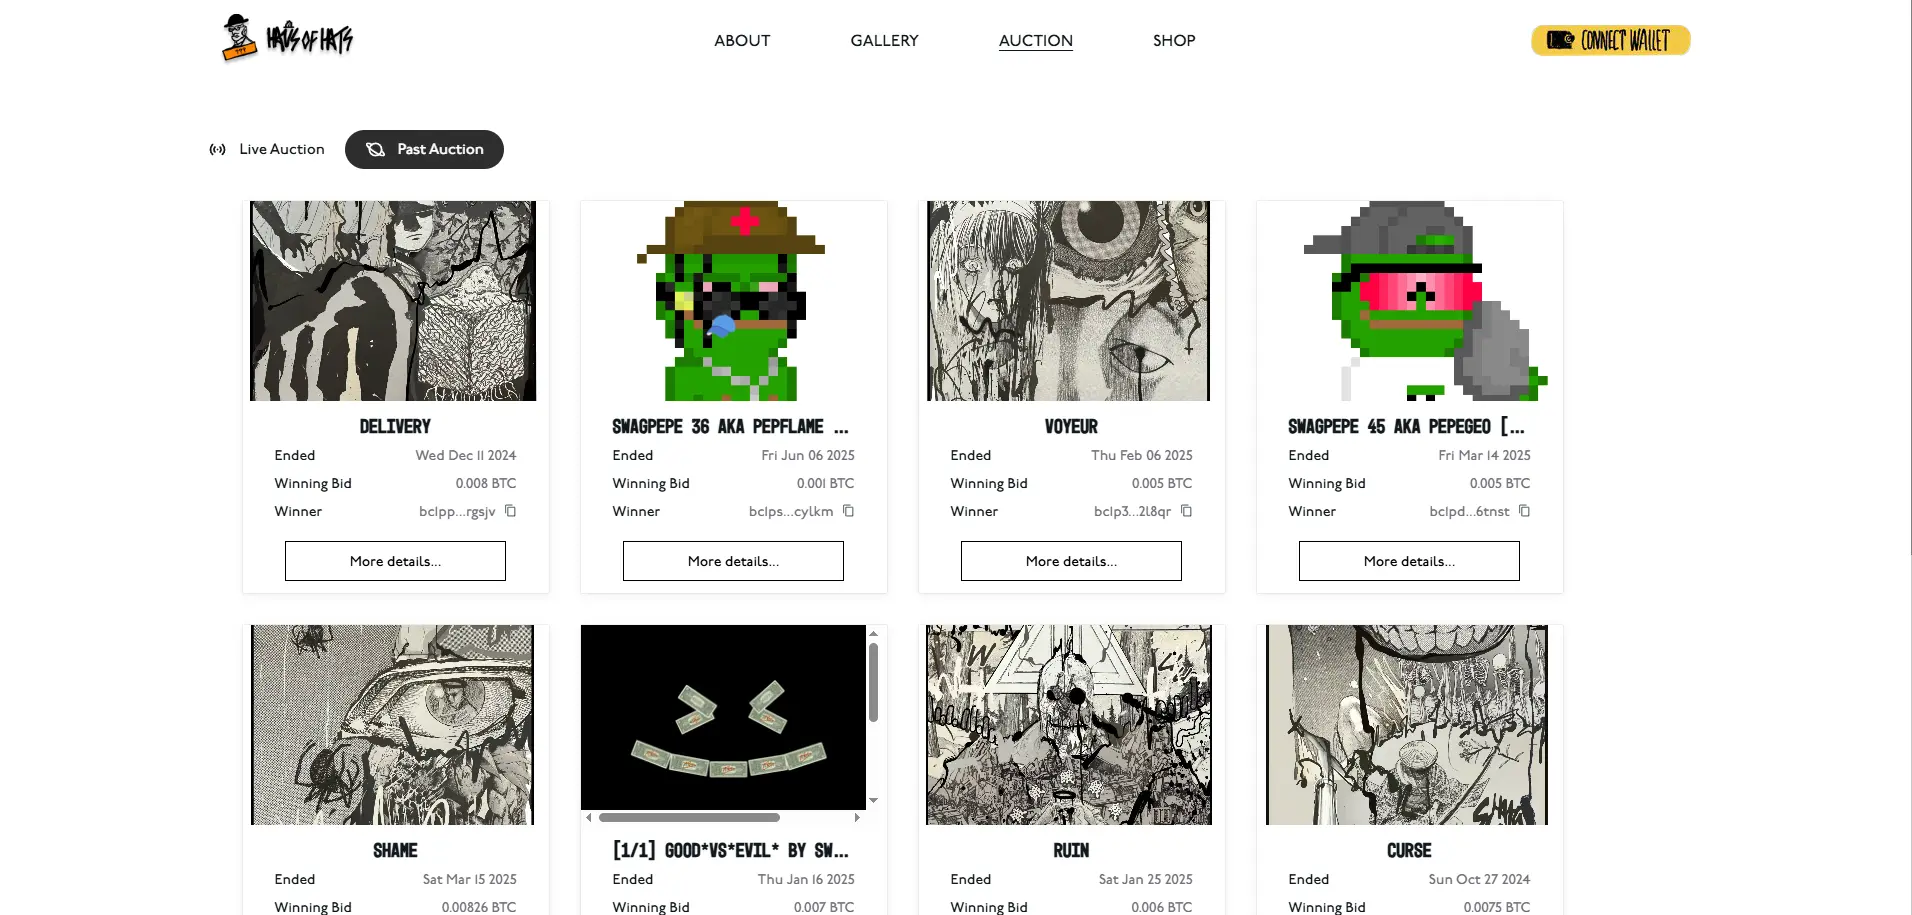 HAUS OF HATS
ABOUT
GALLERY
AUCTION
SHOP
CONNECT WALLET
Live Auction
Past Auction
DELIVERY
Ended Wed Dec 11 2024
Winning Bid 0.008 BTC
Winner bc1pp...rgsjv
More details...
SWAGPEPE 36 AKA PEPFLAME ...
Ended Fri Jun 06 2025
Winning Bid 0.001 BTC
Winner bc1ps...cylkm
More details...
VOYEUR
Ended Thu Feb 06 2025
Winning Bid 0.005 BTC
Winner bc1p3...2l8qr
More details...
SWAGPEPE 45 AKA PEPEGEO [...
Ended Fri Mar 14 2025
Winning Bid 0.005 BTC
Winner bc1pd...6tnst
More details...
SHAME
Ended Sat Mar 15 2025
Winning Bid 0.00826 BTC
[1/1] GOOD*VS*EVIL* BY SW...
Ended Thu Jan 16 2025
Winning Bid 0.007 BTC
RUIN
Ended Sat Jan 25 2025
Winning Bid 0.006 BTC
CURSE
Ended Sun Oct 27 2024
Winning Bid 0.0075 BTC